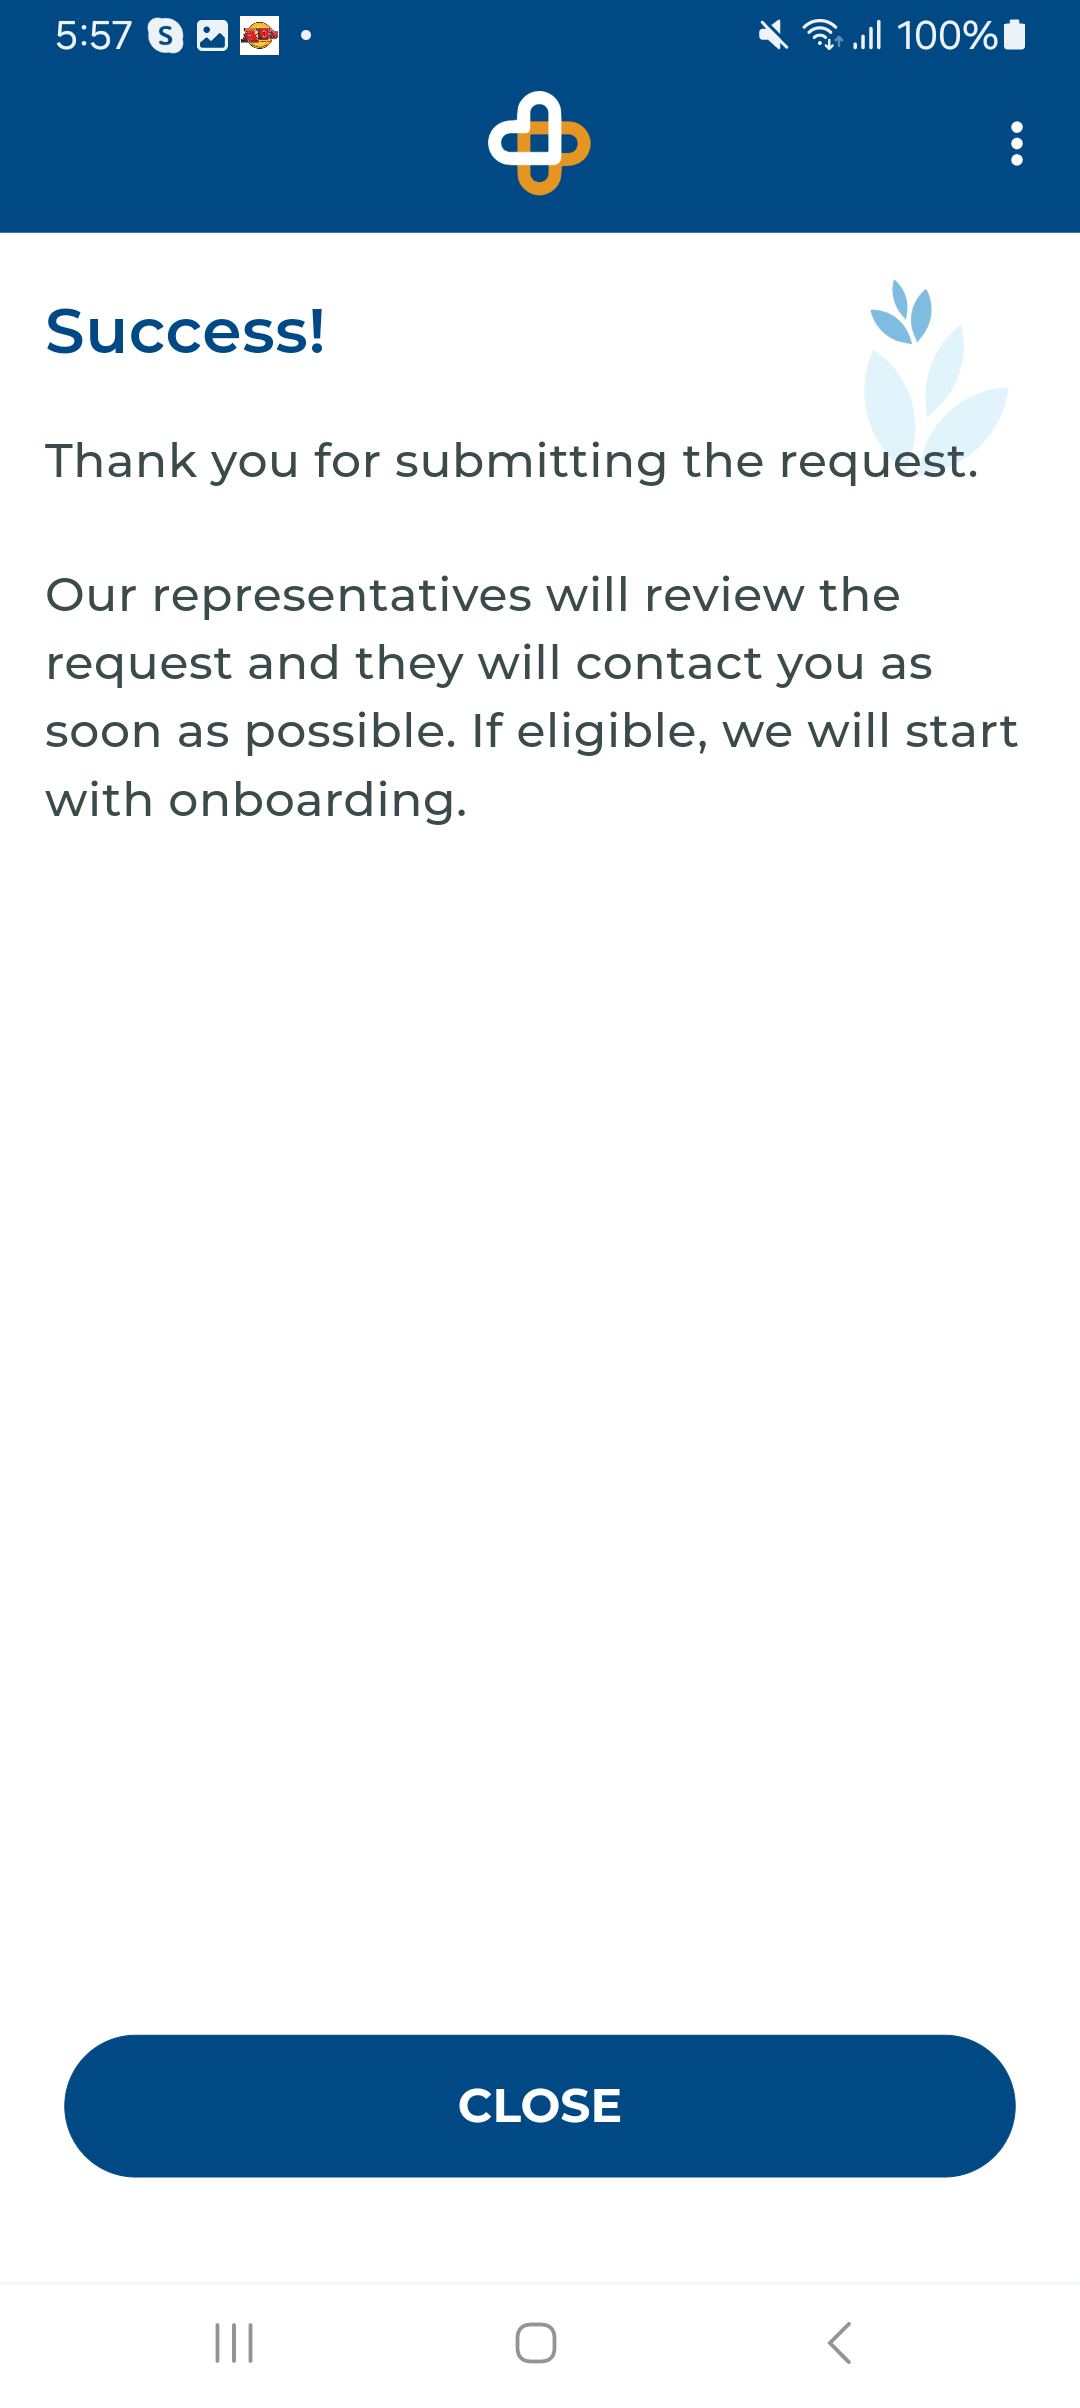 5:57 S 100%
Success!
Thank you for submitting the request.
Our representatives will review the
request and they will contact you as
soon as possible. If eligible, we will start
with onboarding.
CLOSE